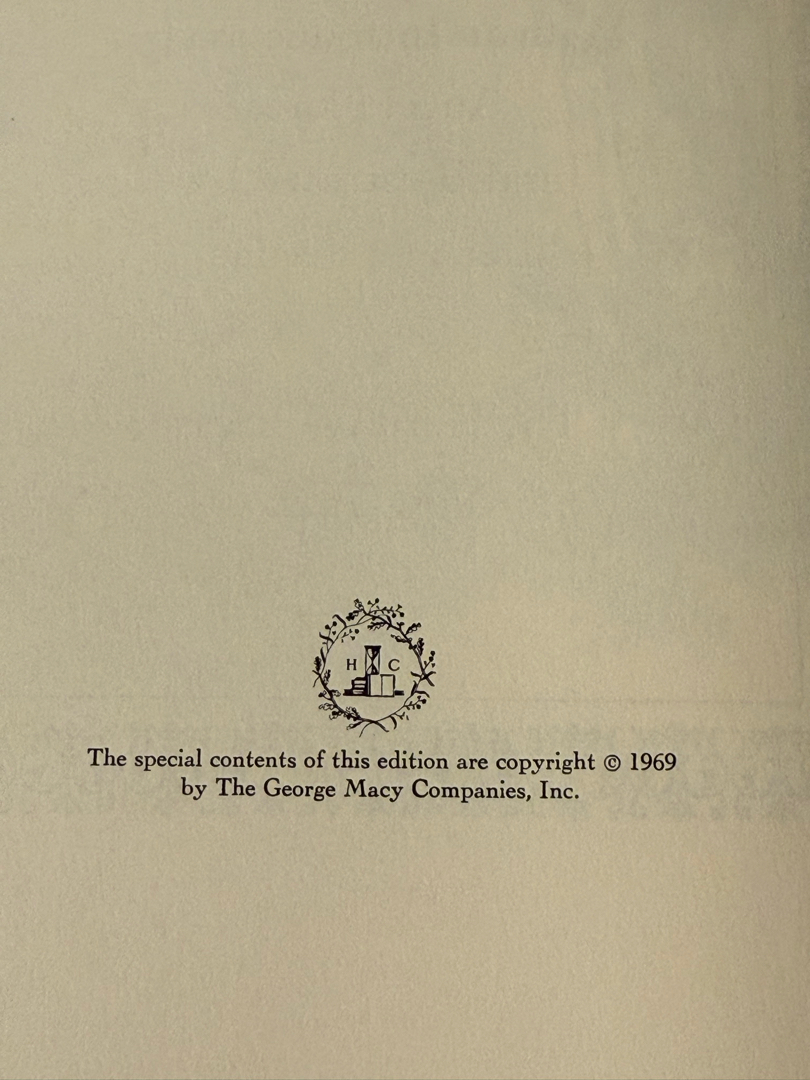 H C
The special contents of this edition are copyright © 1969
by The George Macy Companies, Inc.